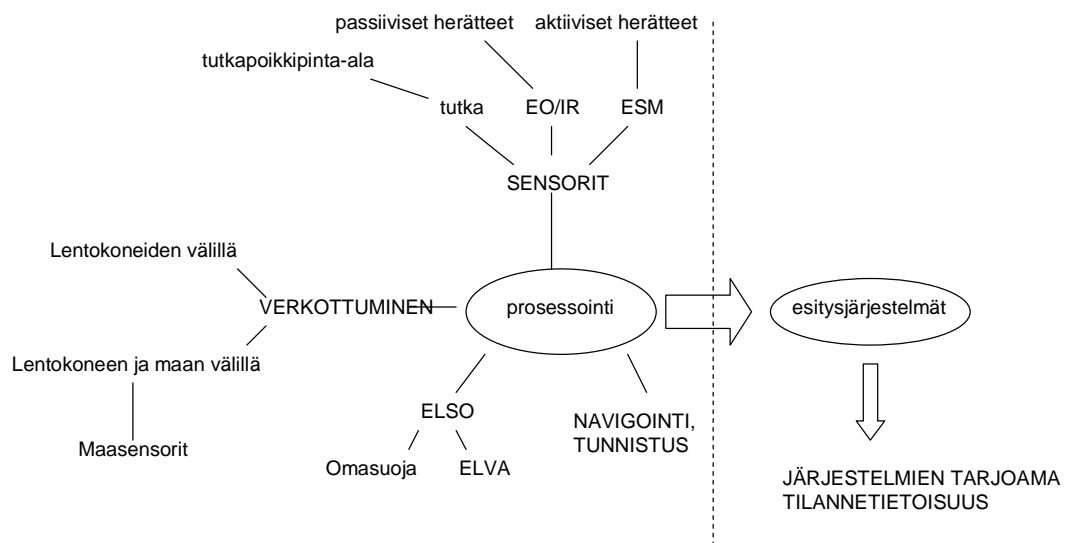 passiiviset herätteet
aktiiviset herätteet
tutkapoikkipinta-ala
tutka
EO/IR
ESM
SENSORIT
Lentokoneiden välillä
VERKOTTUMINEN
prosessointi
esitysjärjestelmät
Lentokoneen ja maan välillä
Maasensorit
ELSO
Omasuoja
ELVA
NAVIGOINTI,
TUNNISTUS
JÄRJESTELMIEN TARJOAMA
TILANNETIETOISUUS